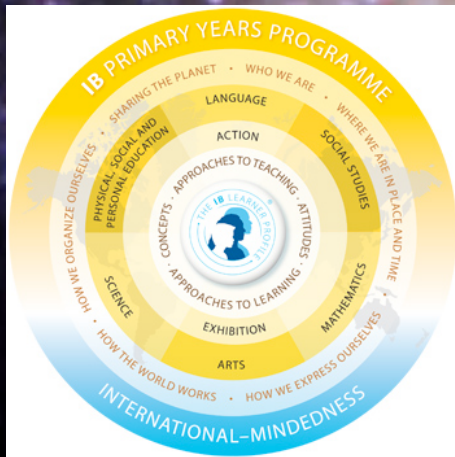 IB PRIMARY YEARS PROGRAMME
SHARING THE PLANET • WHO WE ARE • WHERE WE ARE IN PLACE AND TIME • HOW WE EXPRESS OURSELVES • HOW THE WORLD WORKS • HOW WE ORGANIZE OURSELVES •
LANGUAGE
SOCIAL STUDIES
MATHEMATICS
ARTS
SCIENCE
PHYSICAL, SOCIAL AND
PERSONAL EDUCATION
ACTION
EXHIBITION
APPROACHES TO TEACHING · ATTITUDES · APPROACHES TO LEARNING · CONCEPTS ·
THE IB LEARNER PROFILE
INTERNATIONAL–MINDEDNESS